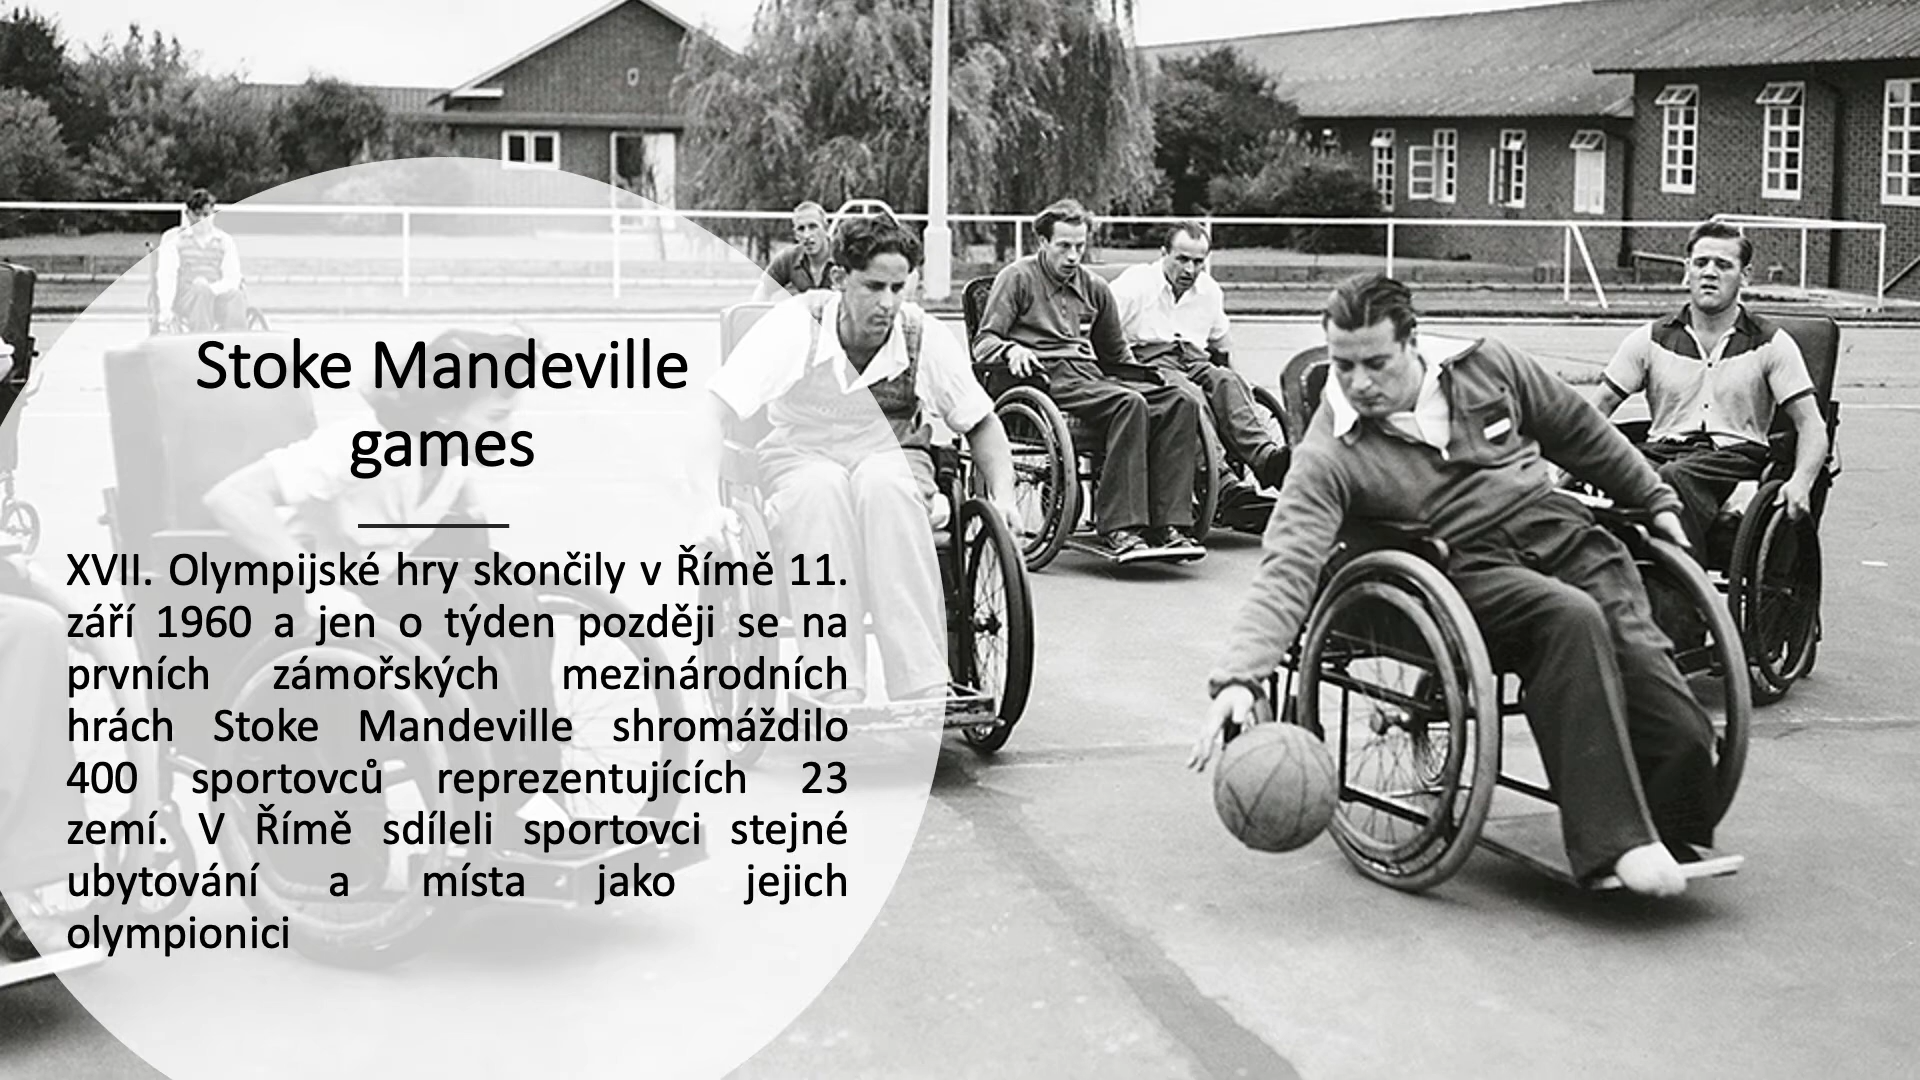 Stoke Mandeville
games
XVII. Olympijské hry skončily v Římě 11.
září 1960 a jen o týden později se na
prvních zámořských mezinárodních
hrách Stoke Mandeville shromáždilo
400 sportovců reprezentujících 23
zemí. V Římě sdíleli sportovci stejné
ubytování a místa jako jejich
olympionici